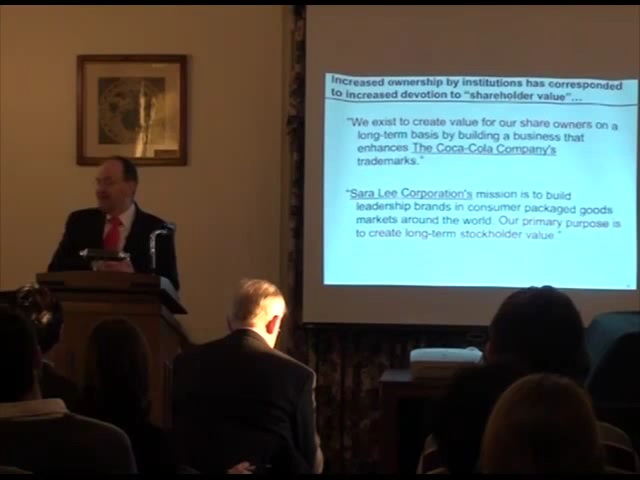 Increased ownership by institutions has corresponded
to increased devotion to "shareholder value"...
"We exist to create value for our share owners on a
long-term basis by building a business that
enhances The Coca-Cola Company's
trademarks."
"Sara Lee Corporation's mission is to build
leadership brands in consumer packaged goods
markets around the world. Our primary purpose is
to create long-term stockholder value."